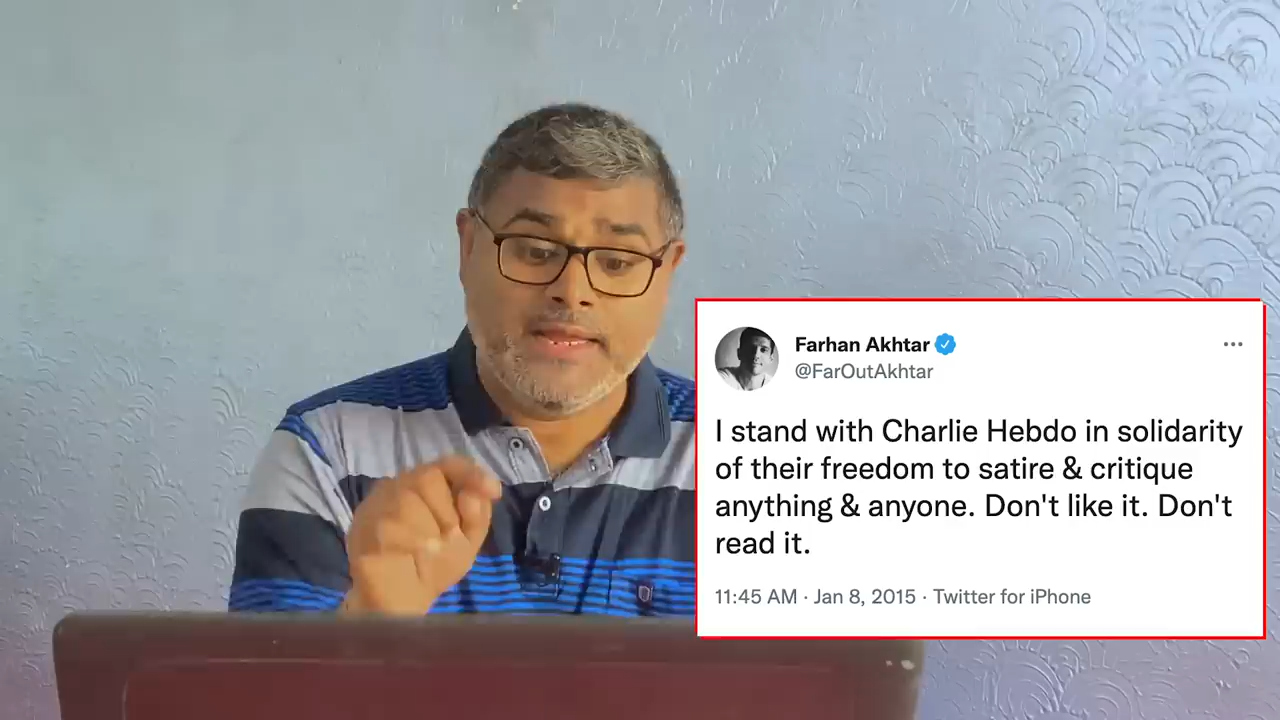 Farhan Akhtar
@FarOutAkhtar
I stand with Charlie Hebdo in solidarity
of their freedom to satire & critique
anything & anyone. Don't like it. Don't
read it.
11:45 AM · Jan 8, 2015 · Twitter for iPhone